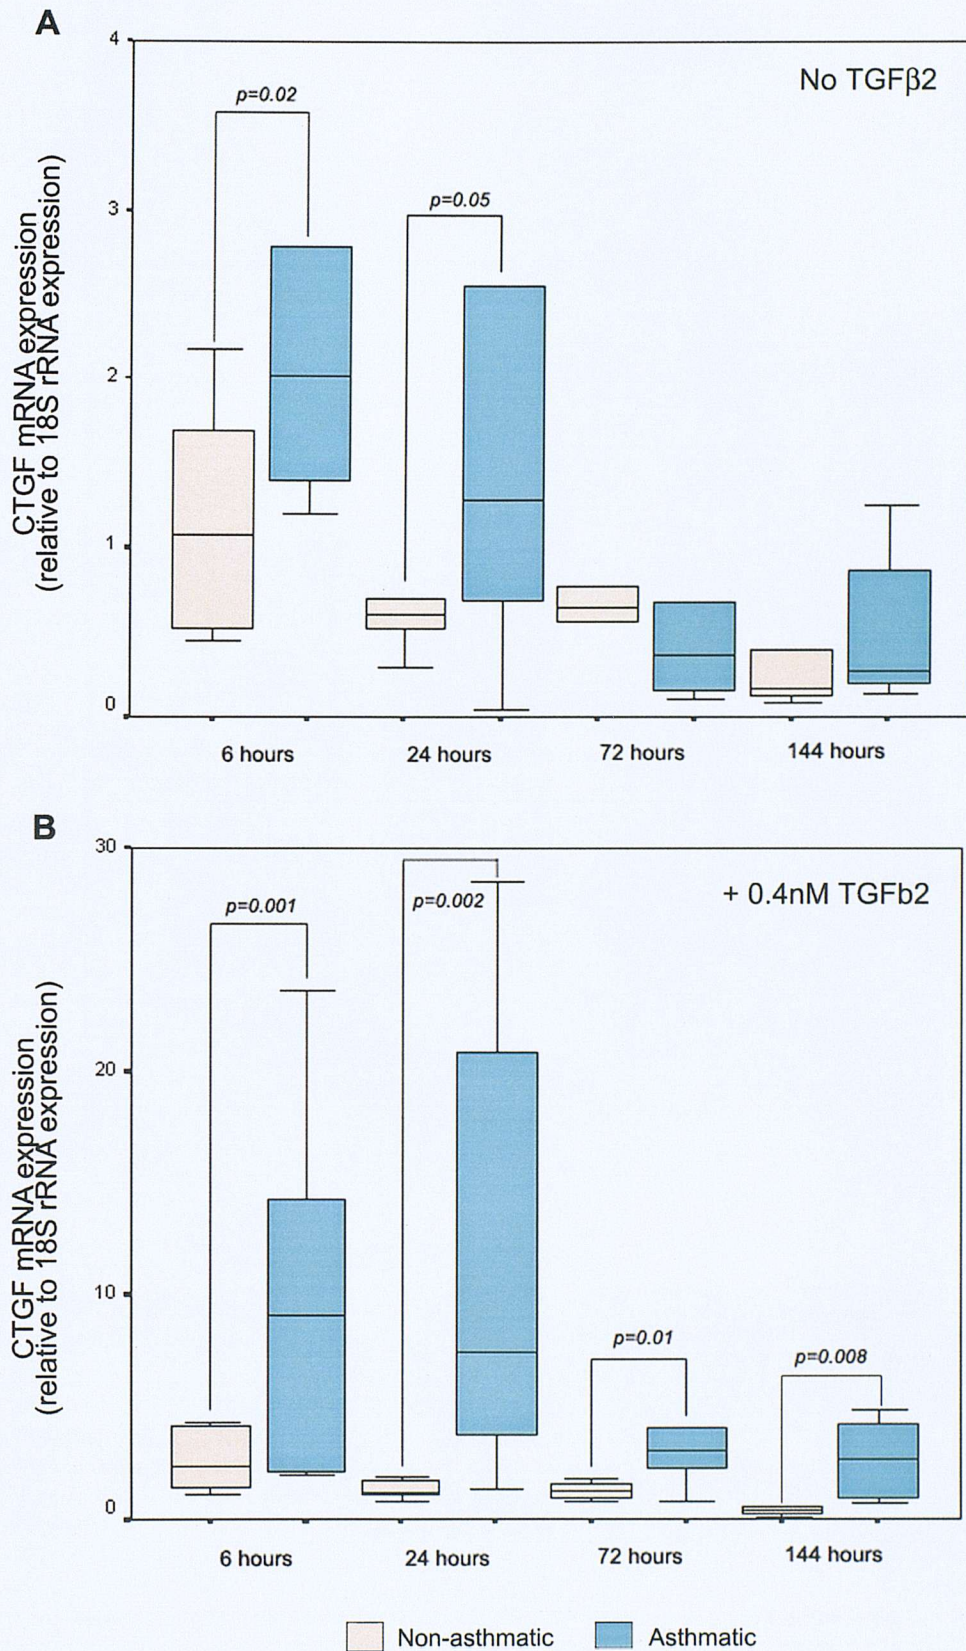 A
4
No TGFβ2
p=0.02
3
p=0.05
CTGF mRNA expression
(relative to 18S rRNA expression)
2
1
0
6 hours
24 hours
72 hours
144 hours
B
30
+ 0.4nM TGFb2
p=0.001
p=0.002
20
CTGF mRNA expression
(relative to 18S rRNA expression)
10
p=0.01
p=0.008
0
6 hours
24 hours
72 hours
144 hours
Non-asthmatic
Asthmatic